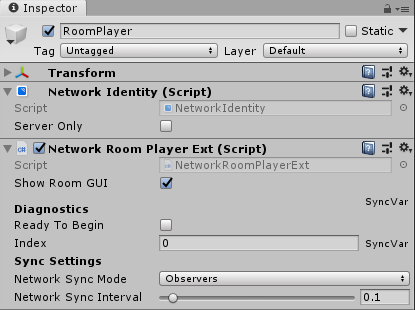 Inspector
RoomPlayer Static
Tag Untagged Layer Default
Transform
Network Identity (Script)
Script NetworkIdentity
Server Only
Network Room Player Ext (Script)
Script NetworkRoomPlayerExt
Show Room GUI
SyncVar
Diagnostics
Ready To Begin
Index 0 SyncVar
Sync Settings
Network Sync Mode Observers
Network Sync Interval 0.1